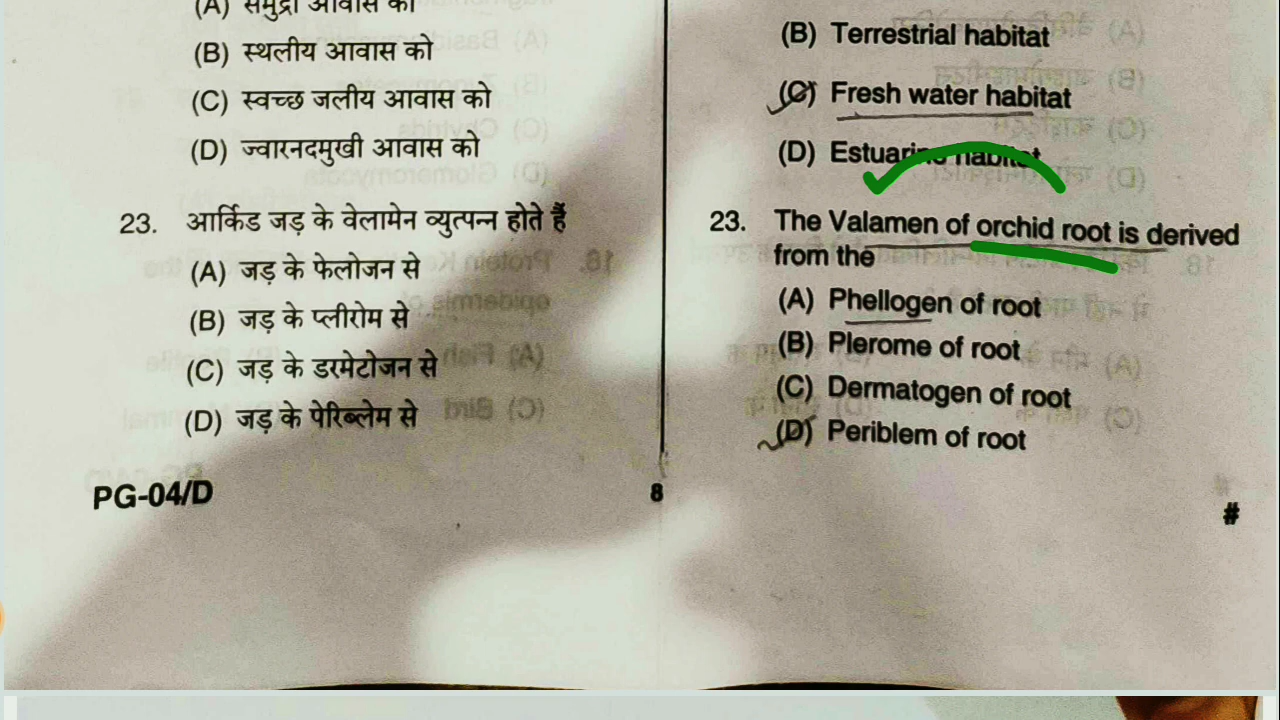 (A) समुद्री आवास को
(B) स्थलीय आवास को
(C) स्वच्छ जलीय आवास को
(D) ज्वारनदमुखी आवास को
23. आर्किड जड़ के वेलामेन व्युत्पन्न होते हैं
(A) जड़ के फेलोजन से
(B) जड़ के प्लीरोम से
(C) जड़ के डरमेटोजन से
(D) जड़ के पेरिब्लेम से
PG-04/D
8
(B) Terrestrial habitat
(C) Fresh water habitat
(D) Estuarine habitat
23. The Valamen of orchid root is derived
from the
(A) Phellogen of root
(B) Plerome of root
(C) Dermatogen of root
(D) Periblem of root
#